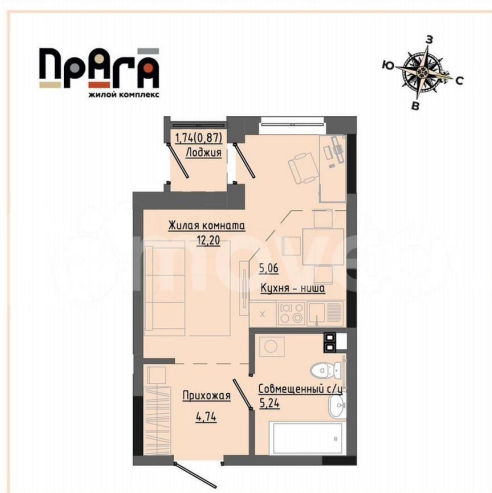 ПРАГА
ЖИЛОЙ КОМПЛЕКС
З
Ю
С
В
1,74(0,87)
Лоджия
Жилая комната
12,20
5,06
Кухня - ниша
Прихожая
4,74
Совмещенный с/у
5,24
move